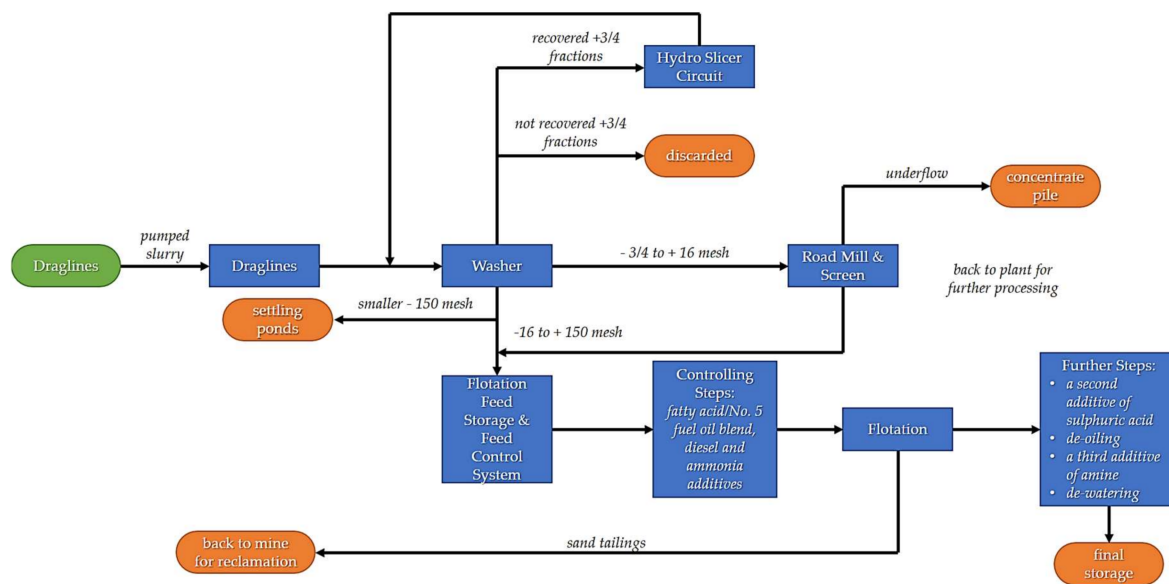 recovered +3/4
fractions
Hydro Slicer
Circuit
not recovered +3/4
fractions
discarded
underflow
concentrate
pile
Draglines
pumped
slurry
Draglines
Washer
- 3/4 to + 16 mesh
Road Mill &
Screen
back to plant for
further processing
settling
ponds
smaller - 150 mesh
-16 to + 150 mesh
Flotation
Feed
Storage &
Feed
Control
System
Controlling
Steps:
fatty acid/No. 5
fuel oil blend,
diesel and
ammonia
additives
Flotation
Further Steps:
• a second
additive of
sulphuric acid
• de-oiling
• a third additive
of amine
• de-watering
back to mine
for reclamation
sand tailings
final
storage